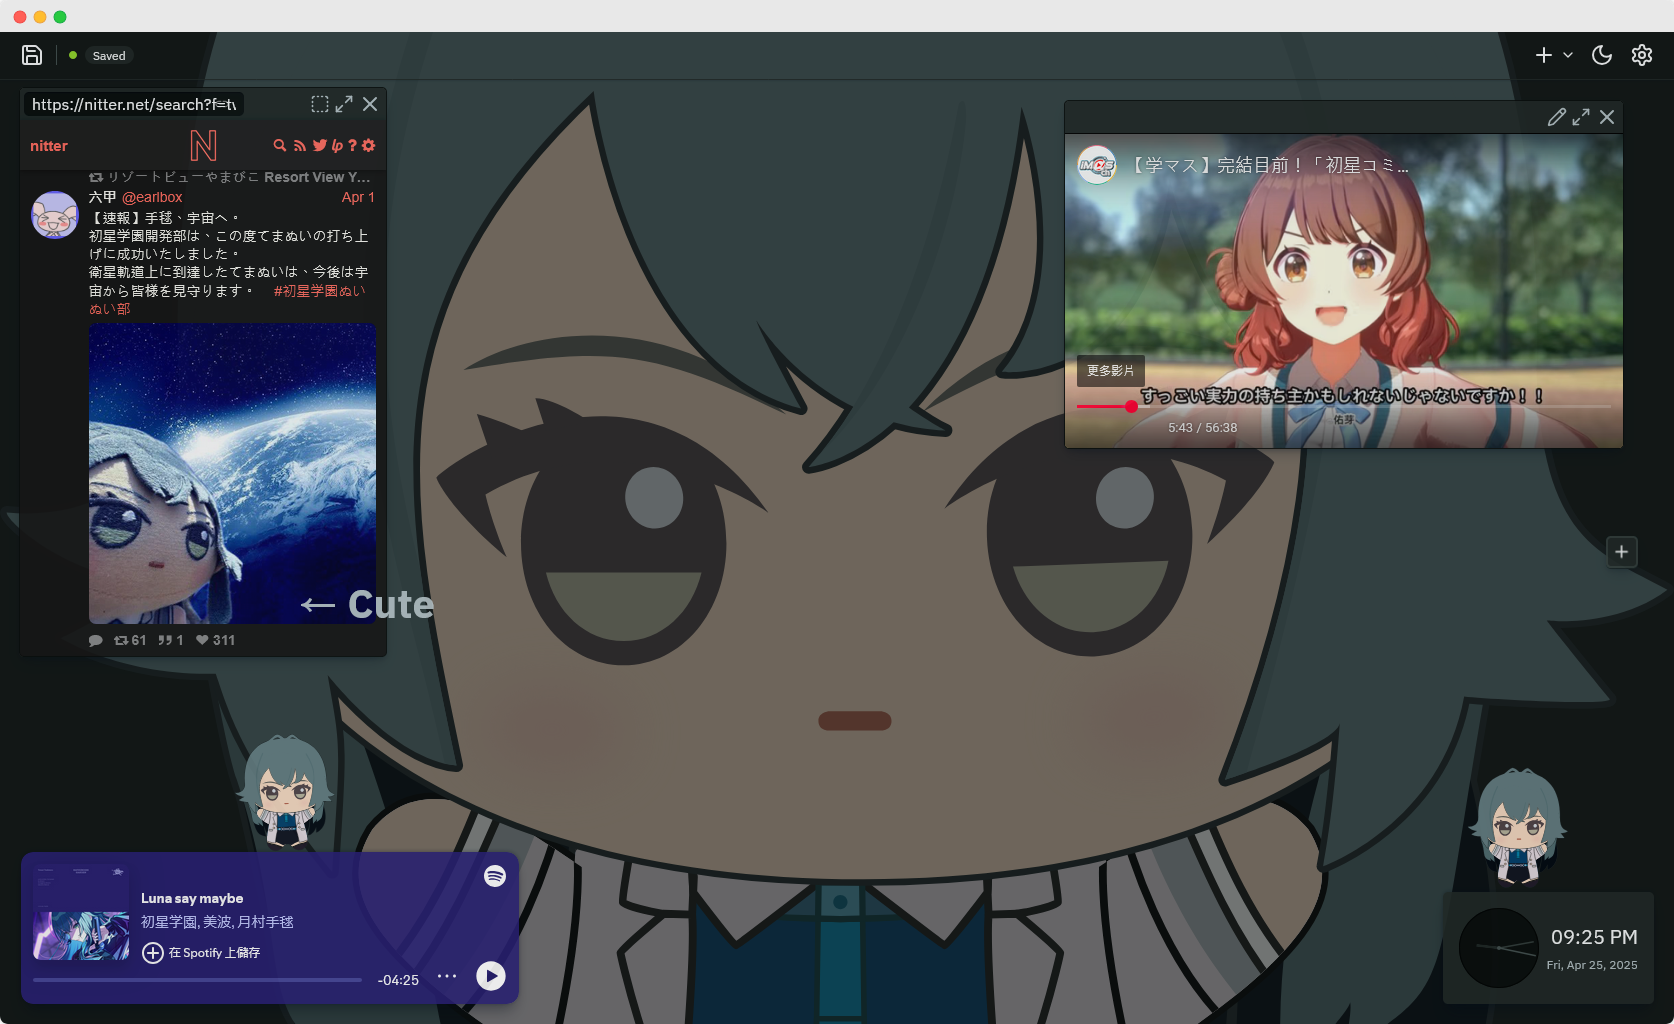 Saved
https://nitter.net/search?f=tv
nitter
N
リゾートビューやまびこ Resort View Y...
六甲 @earlbox Apr 1
【速報】手毬、宇宙へ。
初星学園開発部は、この度てまぬいの打ち上
げに成功いたしました。
衛星軌道上に到達したてまぬいは、今後は宇
宙から皆様を見守ります。 #初星学園ぬい
ぬい部
← Cute
61 1 311
【学マス】完結目前！「初星コミ...
更多影片
すっごい実力の持ち主かもしれないじゃないですか！！
佑芽
5:43 / 56:38
Luna say maybe
初星学園, 美波, 月村手毬
在 Spotify 上儲存
-04:25
09:25 PM
Fri, Apr 25, 2025